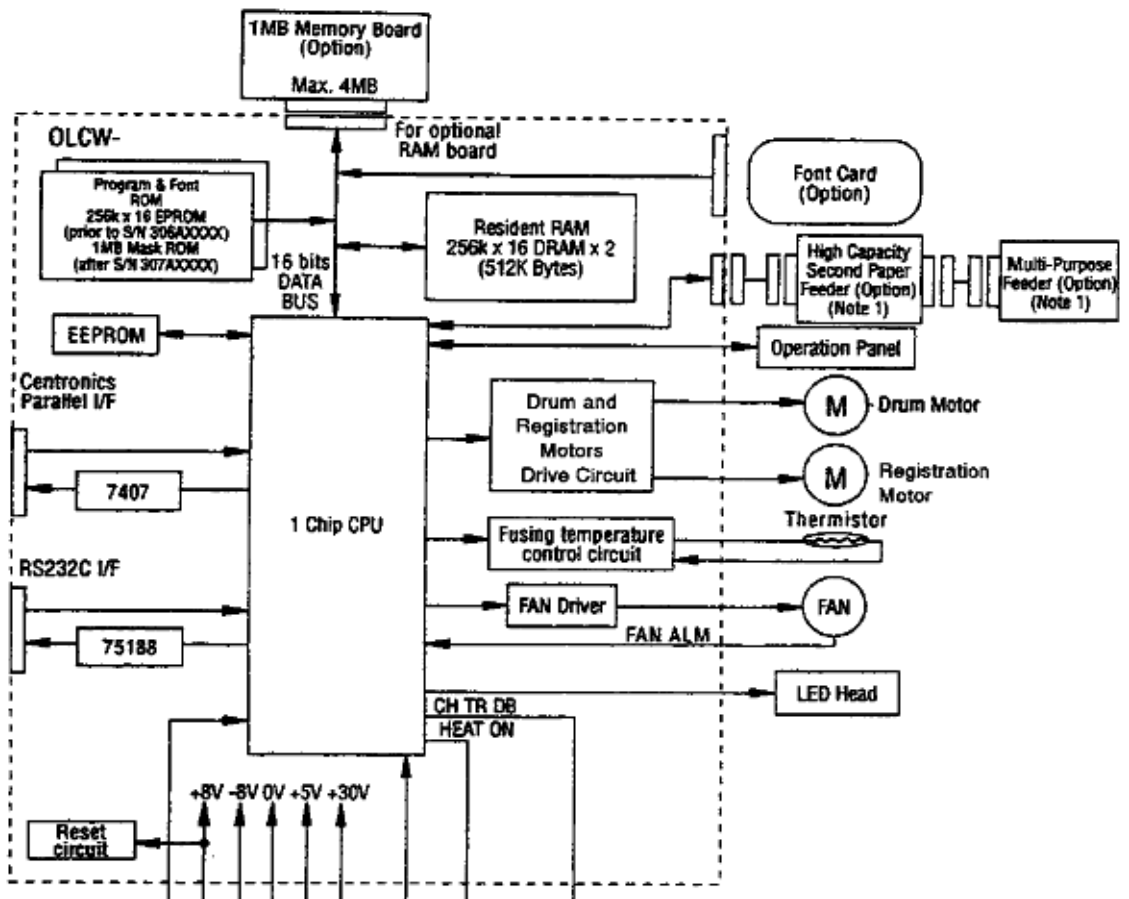 1MB Memory Board
(Option)
Max. 4MB
OLCW-
For optional
RAM board
Program & Font
ROM
256k x 16 EPROM
(prior to S/N 306AXXXX)
1MB Mask ROM
(after S/N 307AXXXX)
Font Card
(Option)
Resident RAM
256k x 16 DRAM x 2
(512K Bytes)
16 bits
DATA
BUS
High Capacity
Second Paper
Feeder (Option)
(Note 1)
Multi-Purpose
Feeder (Option)
(Note 1)
EEPROM
Operation Panel
Centronics
Parallel I/F
7407
Drum and
Registration
Motors
Drive Circuit
M
Drum Motor
M
Registration
Motor
1 Chip CPU
Thermistor
Fusing temperature
control circuit
RS232C I/F
75188
FAN Driver
FAN
FAN ALM
LED Head
CH TR DB
HEAT ON
+8V -8V 0V +5V +30V
Reset
circuit